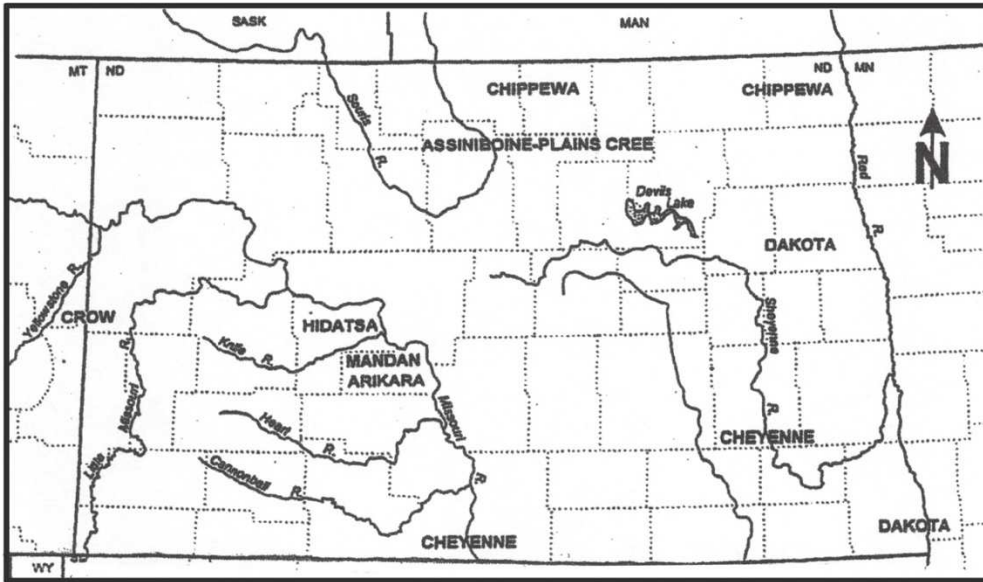 SASK
MAN
MT
ND
ND
MN
CHIPPEWA
CHIPPEWA
Souris
R.
ASSINIBOINE-PLAINS CREE
Red
R.
N
Devils
Lake
DAKOTA
Yellowstone
R.
CROW
HIDATSA
Sheyenne
R.
Knife
R.
MANDAN
ARIKARA
Little
Missouri
R.
Missouri
R.
Heart
R.
CHEYENNE
Cannonball
R.
CHEYENNE
DAKOTA
SD
WY